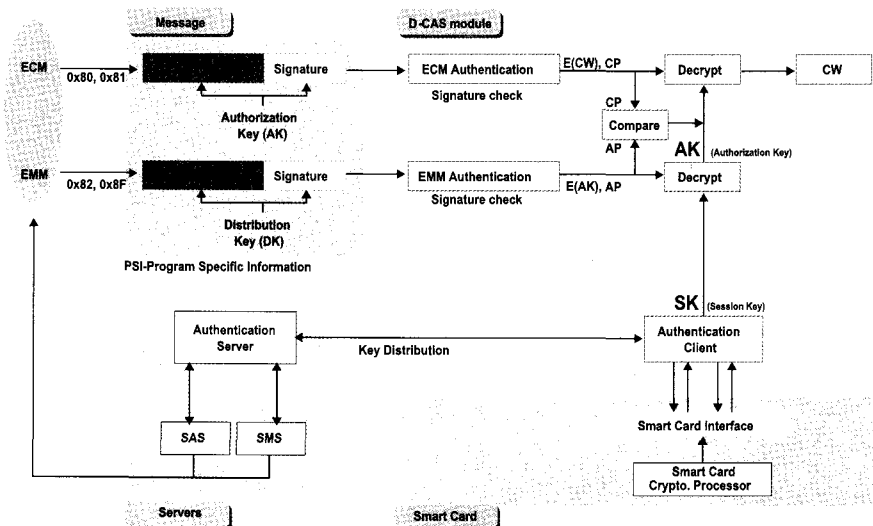 Message
D-CAS module
ECM
0x80, 0x81
Signature
ECM Authentication
Signature check
E(CW), CP
Decrypt
CW
Authorization
Key (AK)
CP
Compare
AP
AK (Authorization Key)
EMM
0x82, 0x8F
Signature
EMM Authentication
Signature check
E(AK), AP
Decrypt
Distribution
Key (DK)
PSI-Program Specific Information
SK (Session Key)
Authentication
Server
Key Distribution
Authentication
Client
SAS
SMS
Smart Card Interface
Smart Card
Crypto. Processor
Servers
Smart Card